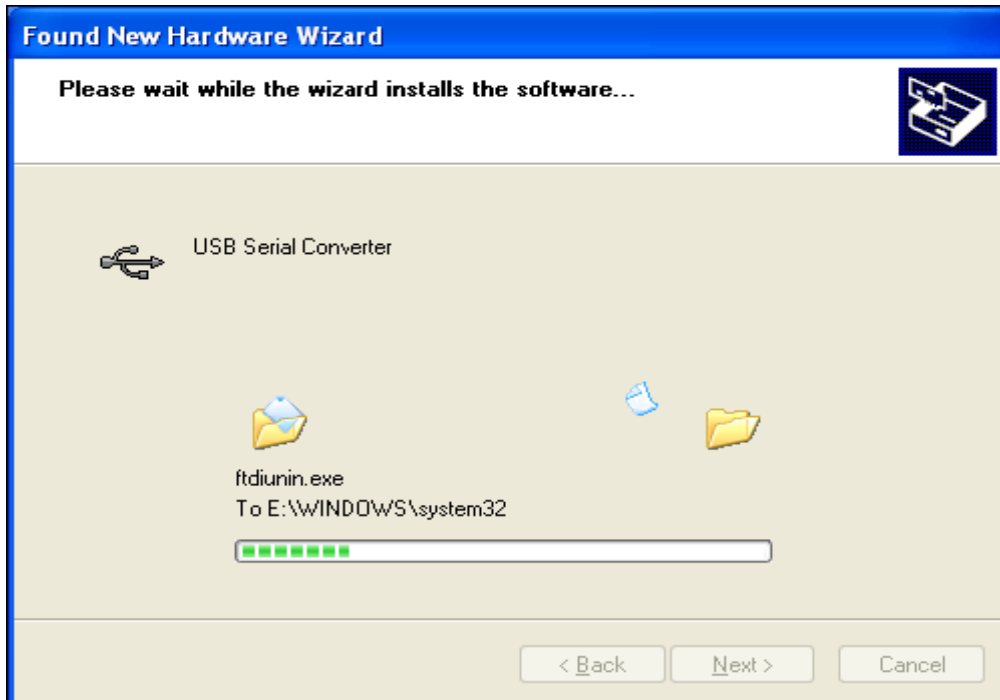 Found New Hardware Wizard
Please wait while the wizard installs the software...
USB Serial Converter
ftdiunin.exe
To E:\WINDOWS\system32
< Back Next > Cancel